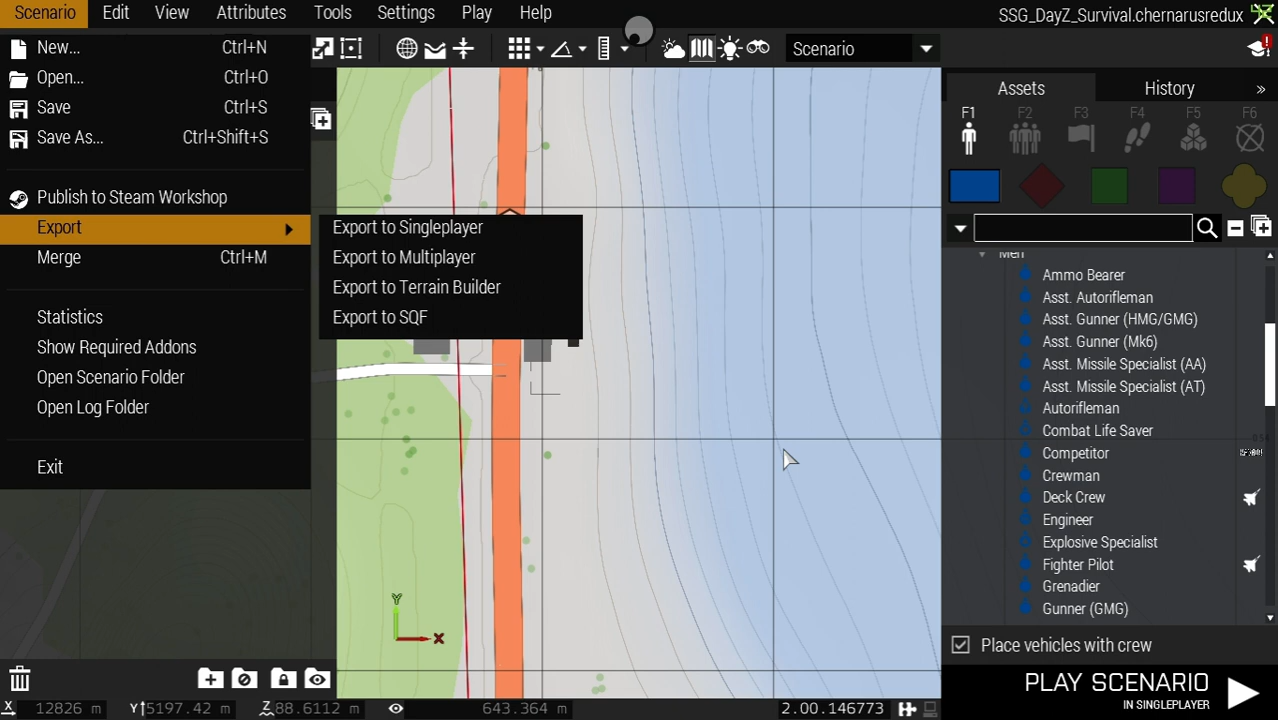 Scenario Edit View Attributes Tools Settings Play Help
SSG_DayZ_Survival.chernarusredux
New... Ctrl+N
Open... Ctrl+O
Save Ctrl+S
Save As... Ctrl+Shift+S
Publish to Steam Workshop
Export
Merge Ctrl+M
Statistics
Show Required Addons
Open Scenario Folder
Open Log Folder
Exit
Export to Singleplayer
Export to Multiplayer
Export to Terrain Builder
Export to SQF
Scenario
Assets History »
F1 F2 F3 F4 F5 F6
Men
Ammo Bearer
Asst. Autorifleman
Asst. Gunner (HMG/GMG)
Asst. Gunner (Mk6)
Asst. Missile Specialist (AA)
Asst. Missile Specialist (AT)
Autorifleman
Combat Life Saver
Competitor
Crewman
Deck Crew
Engineer
Explosive Specialist
Fighter Pilot
Grenadier
Gunner (GMG)
Place vehicles with crew
PLAY SCENARIO
IN SINGLEPLAYER
Y
X
X 12826 m Y 5197.42 m Z 88.6112 m 643.364 m 2.00.146773